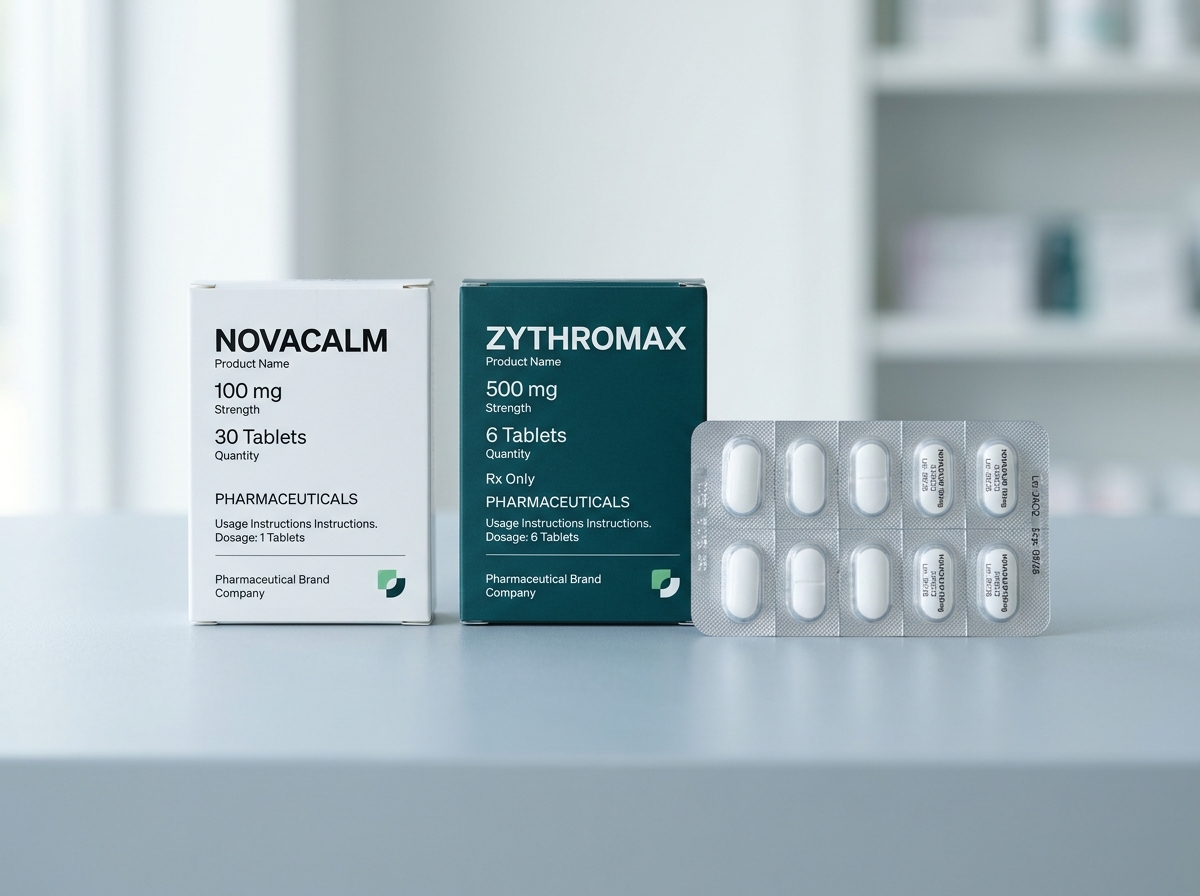 NOVACALM
Product Name
100 mg
Strength
30 Tablets
Quantity
PHARMACEUTICALS
Usage Instructions Instructions.
Dosage: 1 Tablets
Pharmaceutical Brand
Company
ZYTHROMAX
Product Name
500 mg
Strength
6 Tablets
Quantity
Rx Only
PHARMACEUTICALS
Usage Instructions Instructions.
Dosage: 6 Tablets
Pharmaceutical Brand
Company